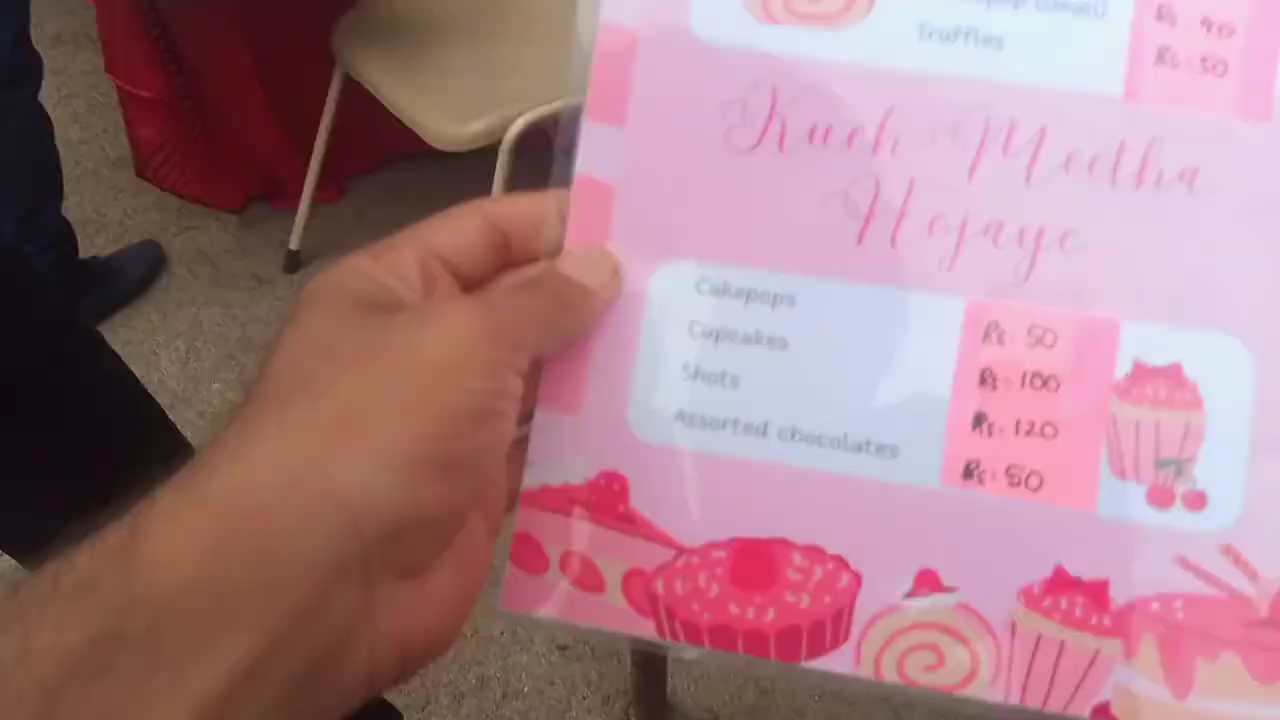 (small)
Rs. 40
Truffles
Rs. 50
Kuch Meetha
Hojaye
Cakepops Rs. 50
Cupcakes Rs. 100
Shots Rs. 120
Assorted chocolates Rs. 50